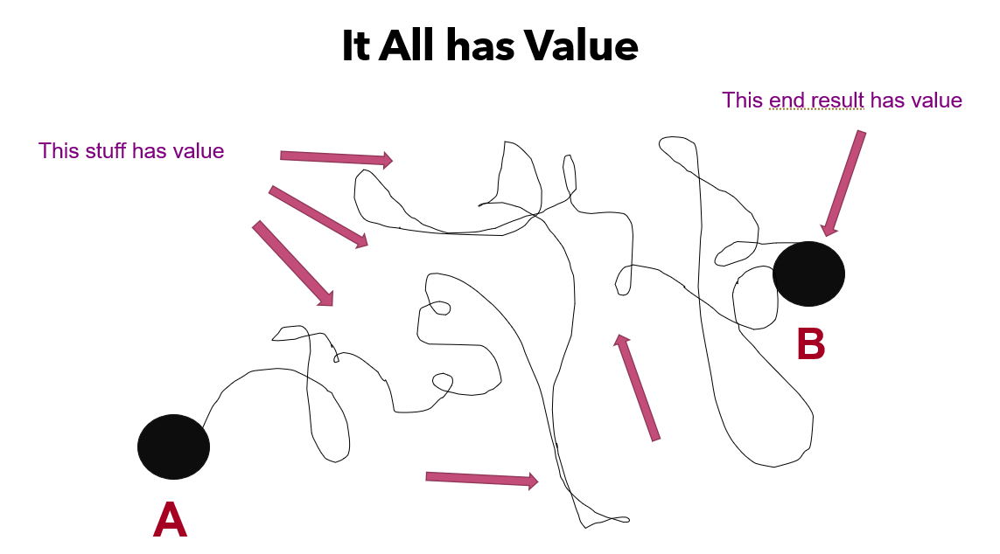 It All has Value
This end result has value
This stuff has value
B
A